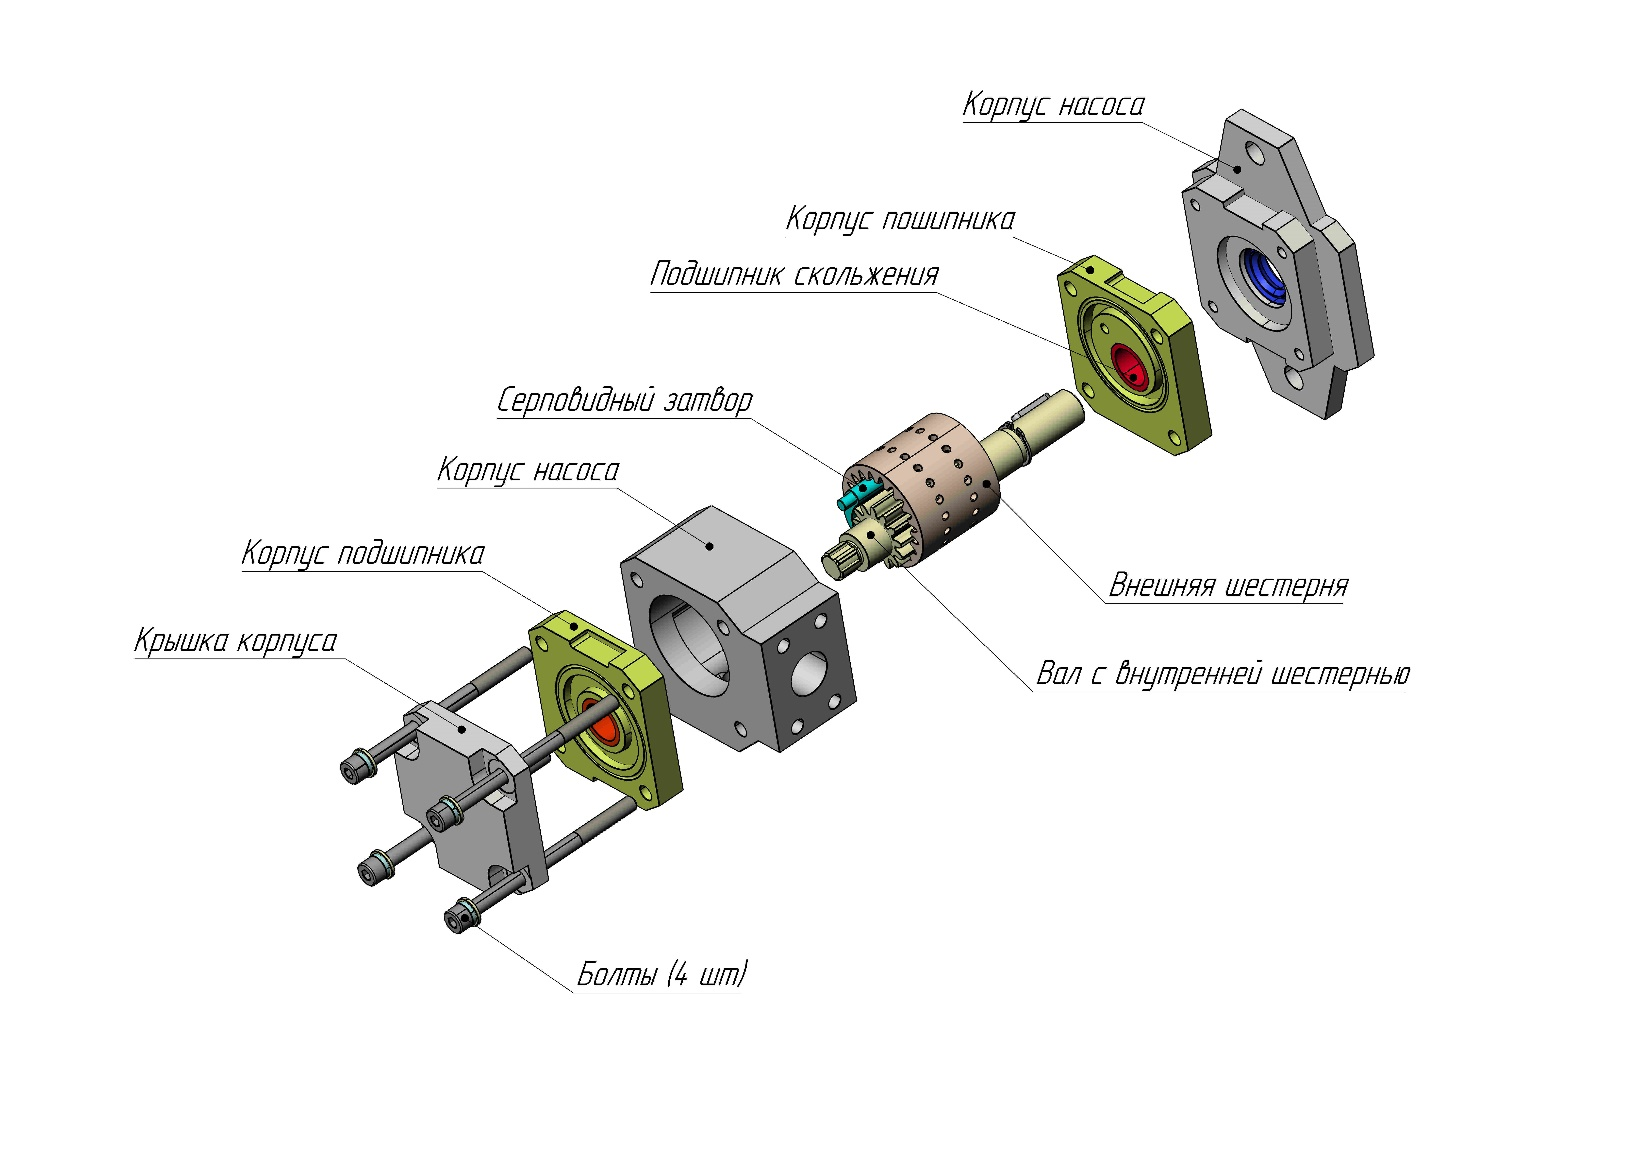 Корпус насоса
Корпус пошипника
Подшипник скольжения
Серповидный затвор
Корпус насоса
Корпус подшипника
Внешняя шестерня
Крышка корпуса
Вал с внутренней шестернью
Болты (4 шт)